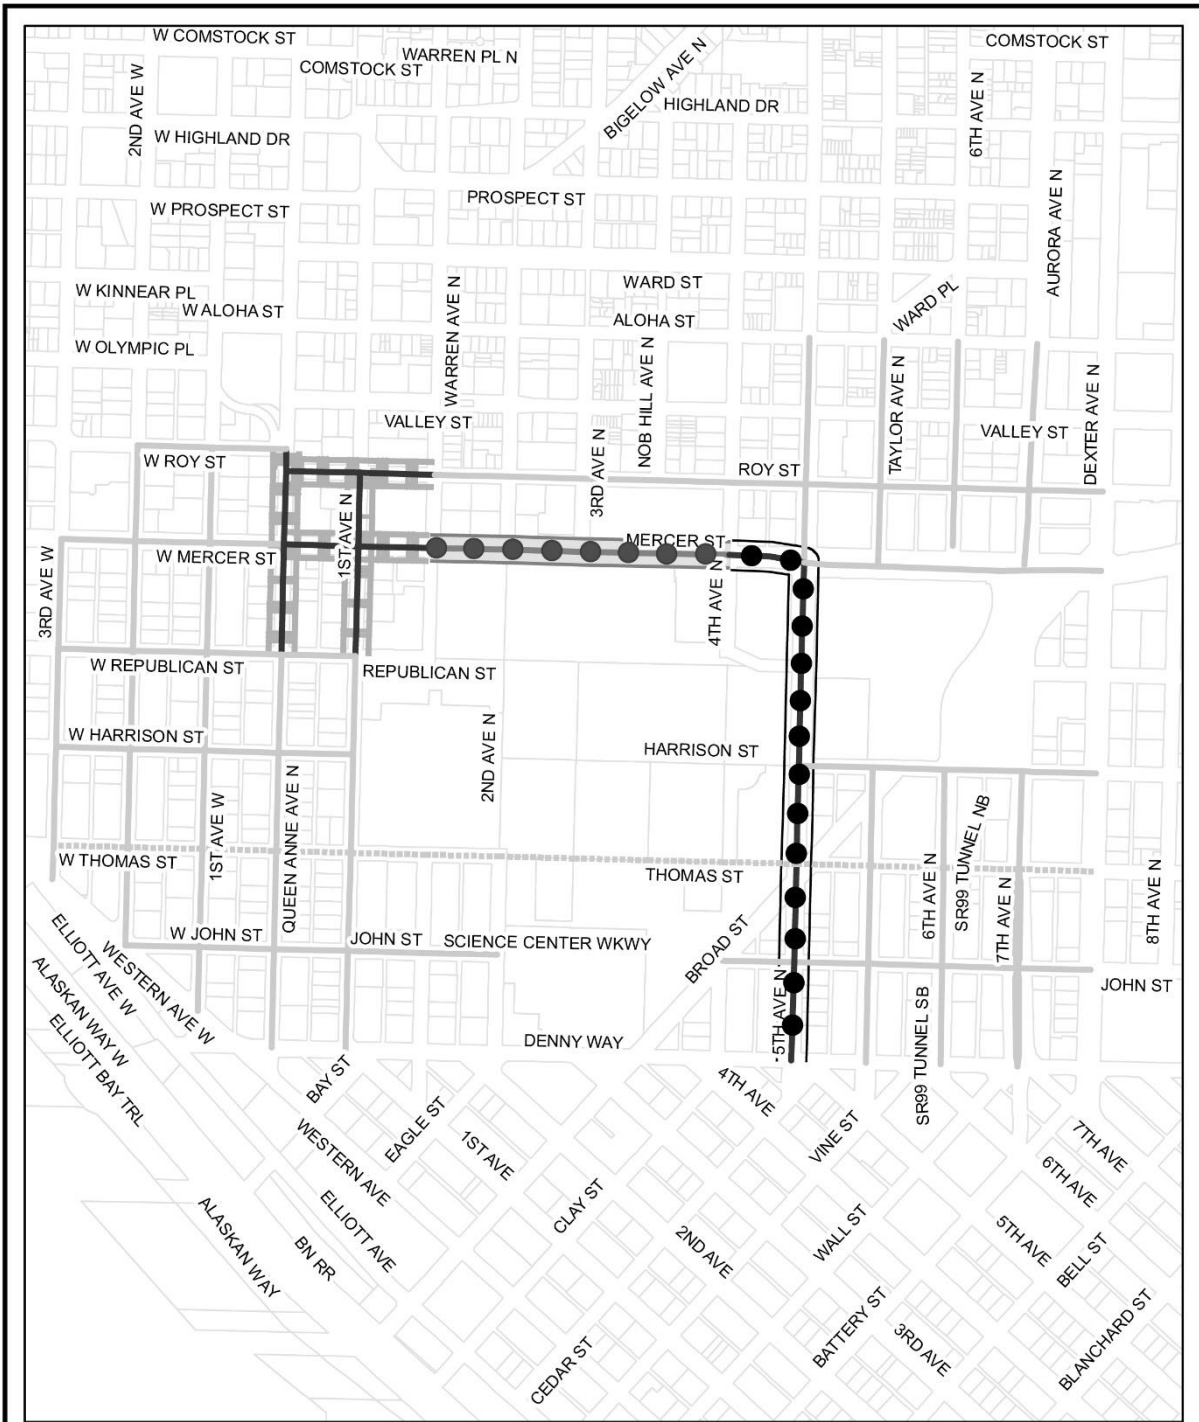 W COMSTOCK ST
COMSTOCK ST
WARREN PL N
COMSTOCK ST
BIGELOW AVE N
HIGHLAND DR
2ND AVE W
6TH AVE N
W HIGHLAND DR
PROSPECT ST
W PROSPECT ST
AURORA AVE N
WARD ST
W KINNEAR PL
W ALOHA ST
WARREN AVE N
WARD PL
ALOHA ST
W OLYMPIC PL
NOB HILL AVE N
TAYLOR AVE N
DEXTER AVE N
VALLEY ST
VALLEY ST
W ROY ST
3RD AVE N
ROY ST
1ST AVE N
MERCER ST
W MERCER ST
3RD AVE W
4TH AVE N
W REPUBLICAN ST
REPUBLICAN ST
W HARRISON ST
2ND AVE N
HARRISON ST
QUEEN ANNE AVE N
1ST AVE W
SR99 TUNNEL NB
W THOMAS ST
THOMAS ST
6TH AVE N
7TH AVE N
8TH AVE N
W JOHN ST
JOHN ST
SCIENCE CENTER WKWY
BROAD ST
JOHN ST
5TH AVE N
SR99 TUNNEL SB
ELLIOTT AVE W
WESTERN AVE W
ALASKAN WAY W
ELLIOTT BAY TRL
DENNY WAY
BAY ST
4TH AVE
EAGLE ST
VINE ST
1ST AVE
WESTERN AVE
7TH AVE
6TH AVE
ELLIOTT AVE
CLAY ST
ALASKAN WAY
BN RR
2ND AVE
WALL ST
5TH AVE
BELL ST
BATTERY ST
3RD AVE
CEDAR ST
BLANCHARD ST